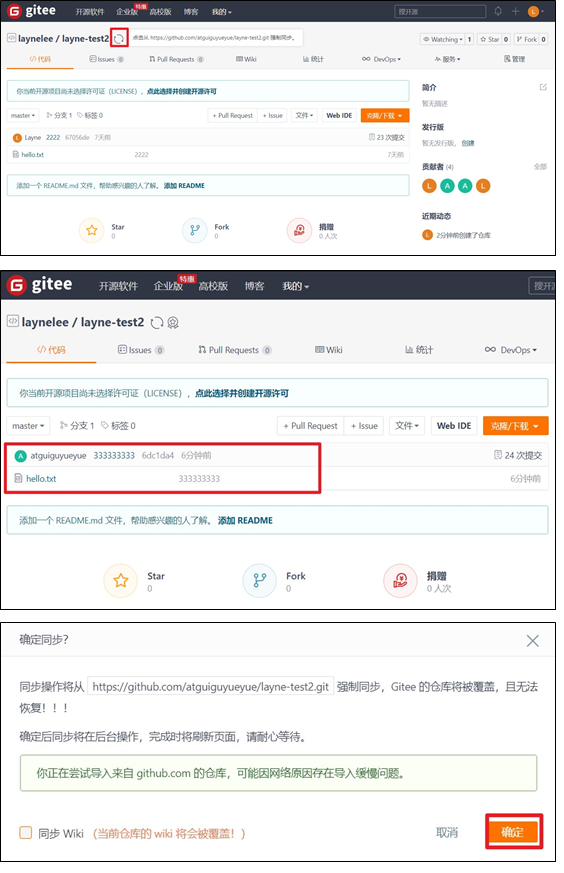 gitee 开源软件 企业版 特惠 高校版 博客 我的 搜开源
laynelee / layne-test2 点击从 https://github.com/atguiguyueyue/layne-test2.git 强制同步。 Watching 1 Star 0 Fork 0
代码 Issues 0 Pull Requests 0 Wiki 统计 DevOps 服务 管理
你当前开源项目尚未选择许可证（LICENSE），点此选择并创建开源许可
简介
暂无描述
master 分支 1 标签 0 + Pull Request + Issue 文件 Web IDE 克隆/下载
发行版
暂无发行版，创建
L Layne 2222 67056de 7天前 23 次提交
hello.txt 2222 7天前
贡献者 (4) 全部
L A A L
添加一个 README.md 文件，帮助感兴趣的人了解。 添加 README
近期动态
L 2分钟前创建了仓库
Star
0
Fork
0
捐赠
0 人次
gitee 开源软件 企业版 特惠 高校版 博客 我的 搜开
laynelee / layne-test2
代码 Issues 0 Pull Requests 0 Wiki 统计 DevOps
你当前开源项目尚未选择许可证（LICENSE），点此选择并创建开源许可
master 分支 1 标签 0 + Pull Request + Issue 文件 Web IDE 克隆/下载
A atguiguyueyue 333333333 6dc1da4 6分钟前 24 次提交
hello.txt 333333333 6分钟前
添加一个 README.md 文件，帮助感兴趣的人了解。 添加 README
Star
0
Fork
0
捐赠
0 人次
确定同步?
同步操作将从 https://github.com/atguiguyueyue/layne-test2.git 强制同步，Gitee 的仓库将被覆盖，且无法
恢复！！！
确定后同步将在后台操作，完成时将刷新页面，请耐心等待。
你正在尝试导入来自 github.com 的仓库，可能因网络原因存在导入缓慢问题。
同步 Wiki （当前仓库的 wiki 将会被覆盖！）
取消 确定